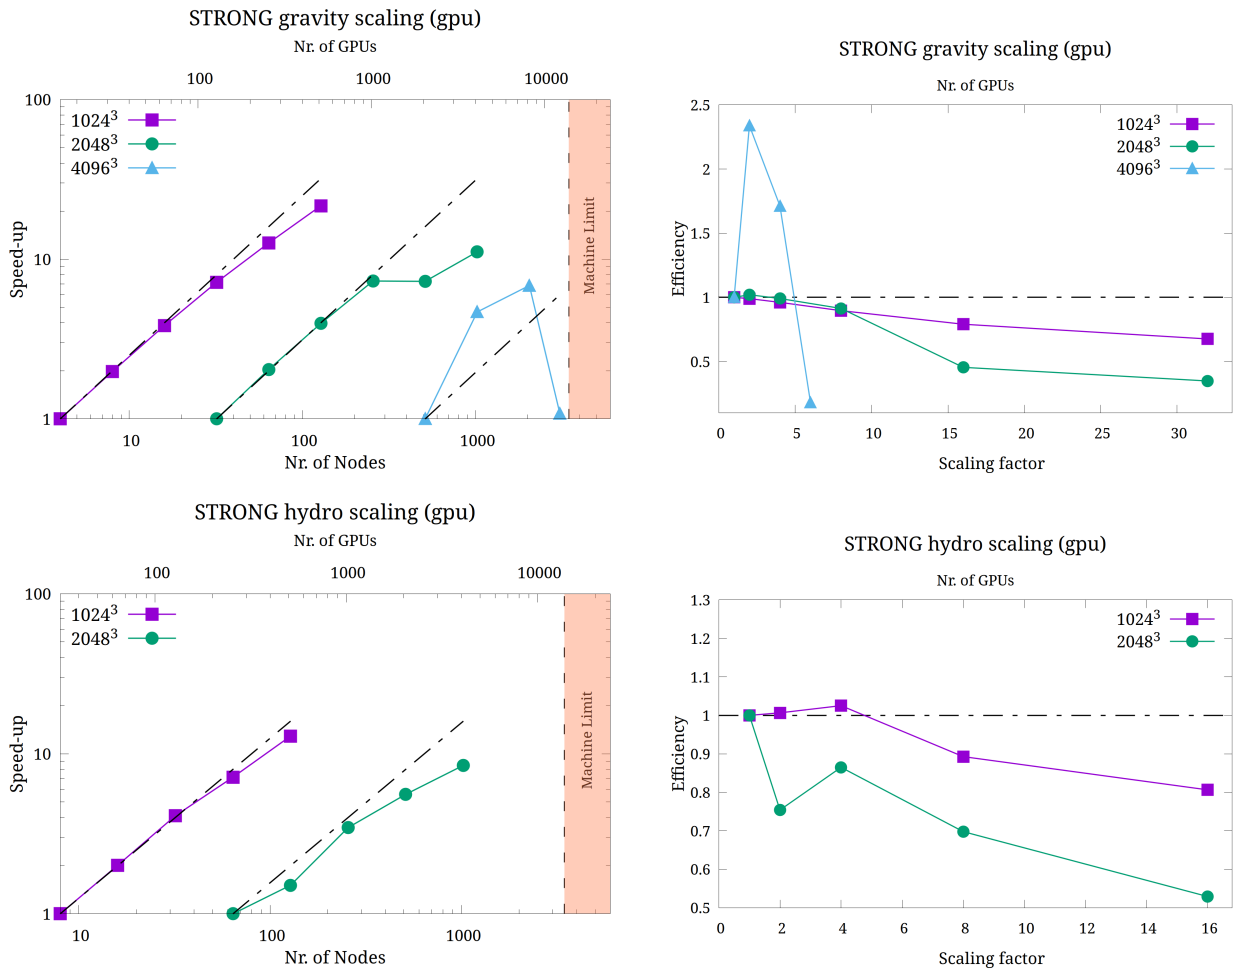 STRONG gravity scaling (gpu)
Nr. of GPUs
100 1000 10000
100
10
1
Speed-up
1024³
2048³
4096³
Machine Limit
10 100 1000
Nr. of Nodes
STRONG gravity scaling (gpu)
Nr. of GPUs
2.5
2
1.5
1
0.5
Efficiency
1024³
2048³
4096³
0 5 10 15 20 25 30
Scaling factor
STRONG hydro scaling (gpu)
Nr. of GPUs
100 1000 10000
100
10
1
Speed-up
1024³
2048³
Machine Limit
10 100 1000
Nr. of Nodes
STRONG hydro scaling (gpu)
Nr. of GPUs
1.3
1.2
1.1
1
0.9
0.8
0.7
0.6
0.5
Efficiency
1024³
2048³
0 2 4 6 8 10 12 14 16
Scaling factor